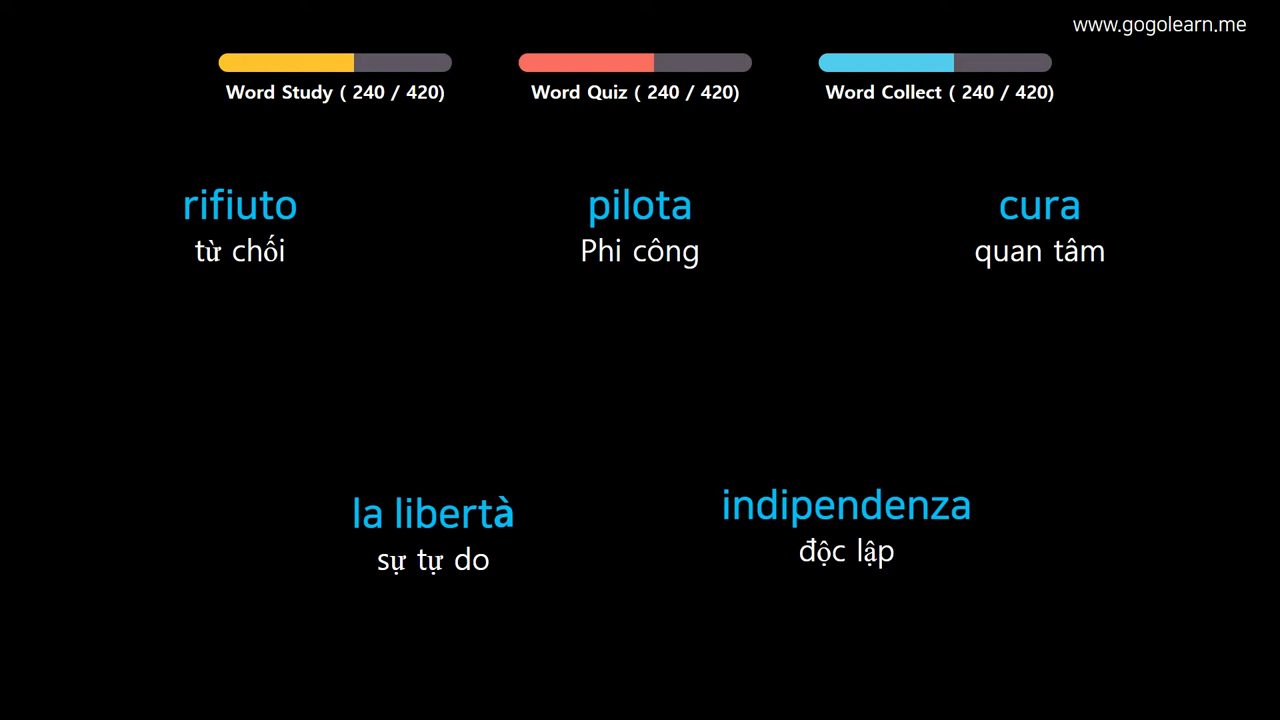 www.gogolearn.me
Word Study ( 240 / 420)
Word Quiz ( 240 / 420)
Word Collect ( 240 / 420)
rifiuto
từ chối
pilota
Phi công
cura
quan tâm
la libertà
sự tự do
indipendenza
độc lập